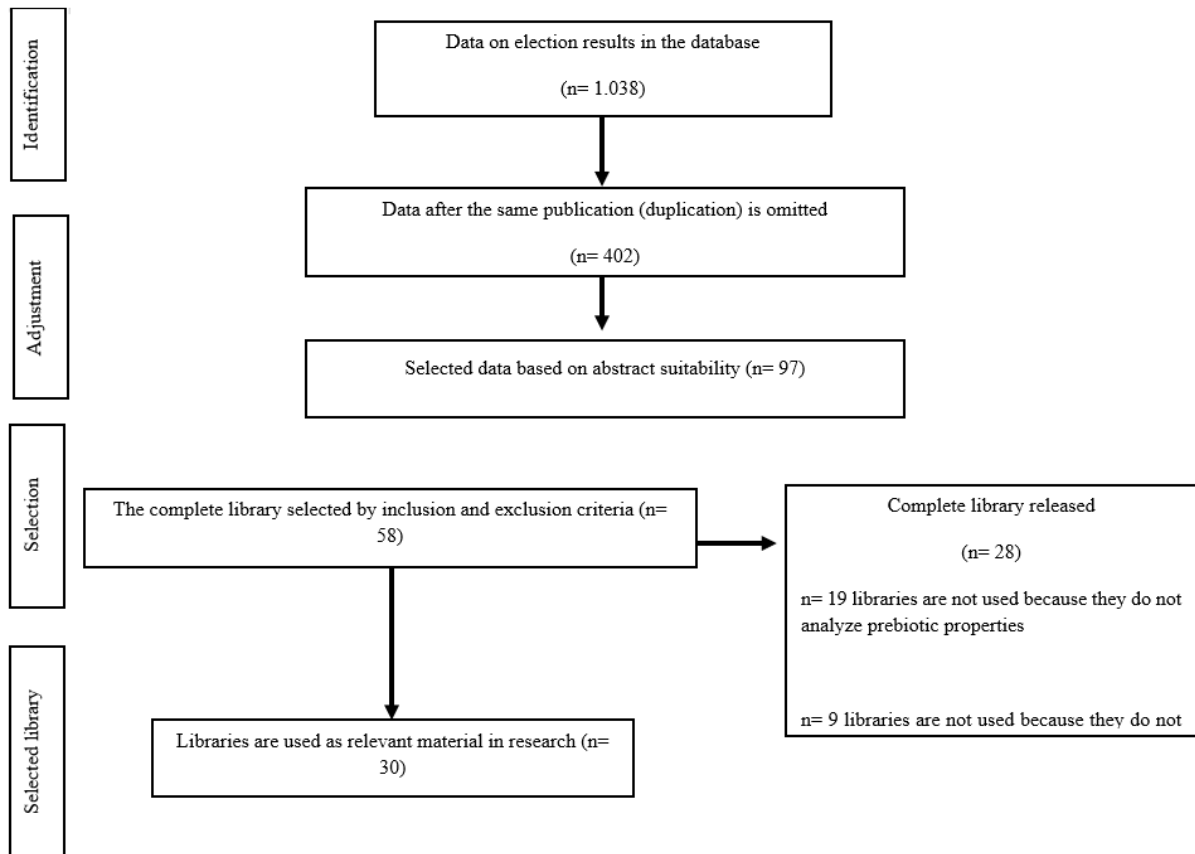 Identification
Data on election results in the database
(n= 1.038)
Adjustment
Data after the same publication (duplication) is omitted
(n= 402)
Selected data based on abstract suitability (n= 97)
Selection
The complete library selected by inclusion and exclusion criteria (n=
58)
Complete library released
(n= 28)
n= 19 libraries are not used because they do not
analyze prebiotic properties
n= 9 libraries are not used because they do not
Selected library
Libraries are used as relevant material in research (n=
30)